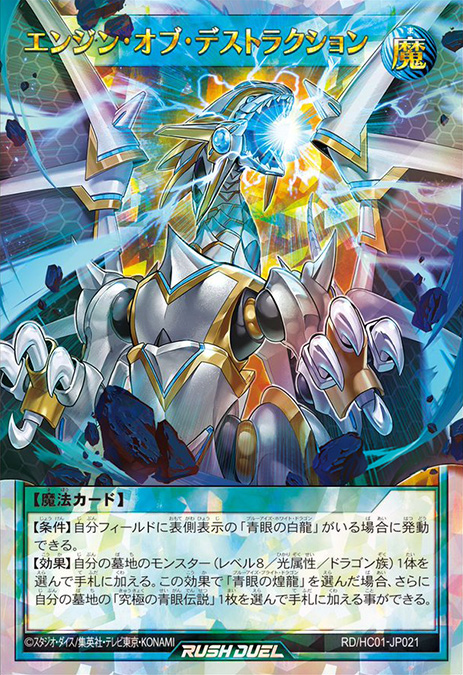 エンジン・オブ・デストラクション
魔
【魔法カード】
【条件】自分フィールドに表側表示の「青眼の白龍」がいる場合に発動
できる。
【効果】自分の墓地のモンスター(レベル8/光属性/ドラゴン族)1体を
選んで手札に加える。この効果で「青眼の煌龍」を選んだ場合、さらに
自分の墓地の「究極の青眼伝説」1枚を選んで手札に加える事ができる。
©スタジオ・ダイス/集英社・テレビ東京・KONAMI
RUSH DUEL
RD/HC01-JP021